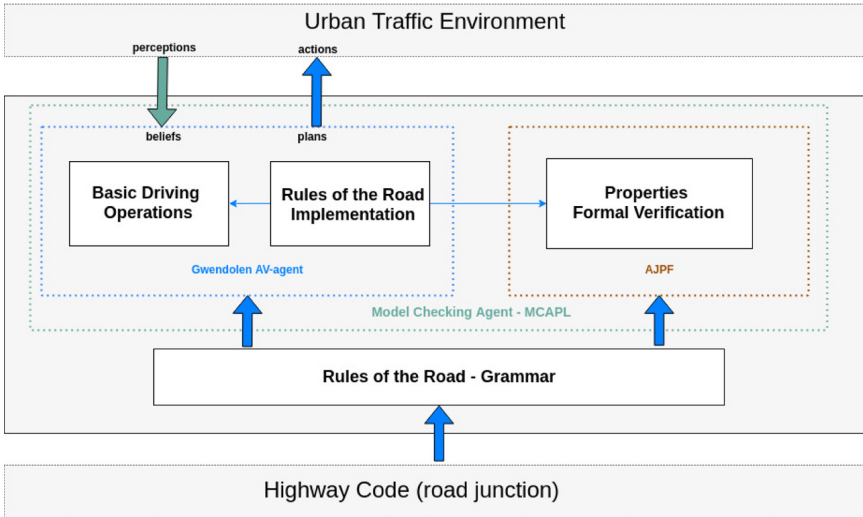 Urban Traffic Environment
perceptions
actions
beliefs
plans
Basic Driving
Operations
Rules of the Road
Implementation
Properties
Formal Verification
Gwendolen AV-agent
AJPF
Model Checking Agent - MCAPL
Rules of the Road - Grammar
Highway Code (road junction)